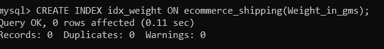 mysql> CREATE INDEX idx_weight ON ecommerce_shipping(Weight_in_gms);
Query OK, 0 rows affected (0.11 sec)
Records: 0  Duplicates: 0  Warnings: 0